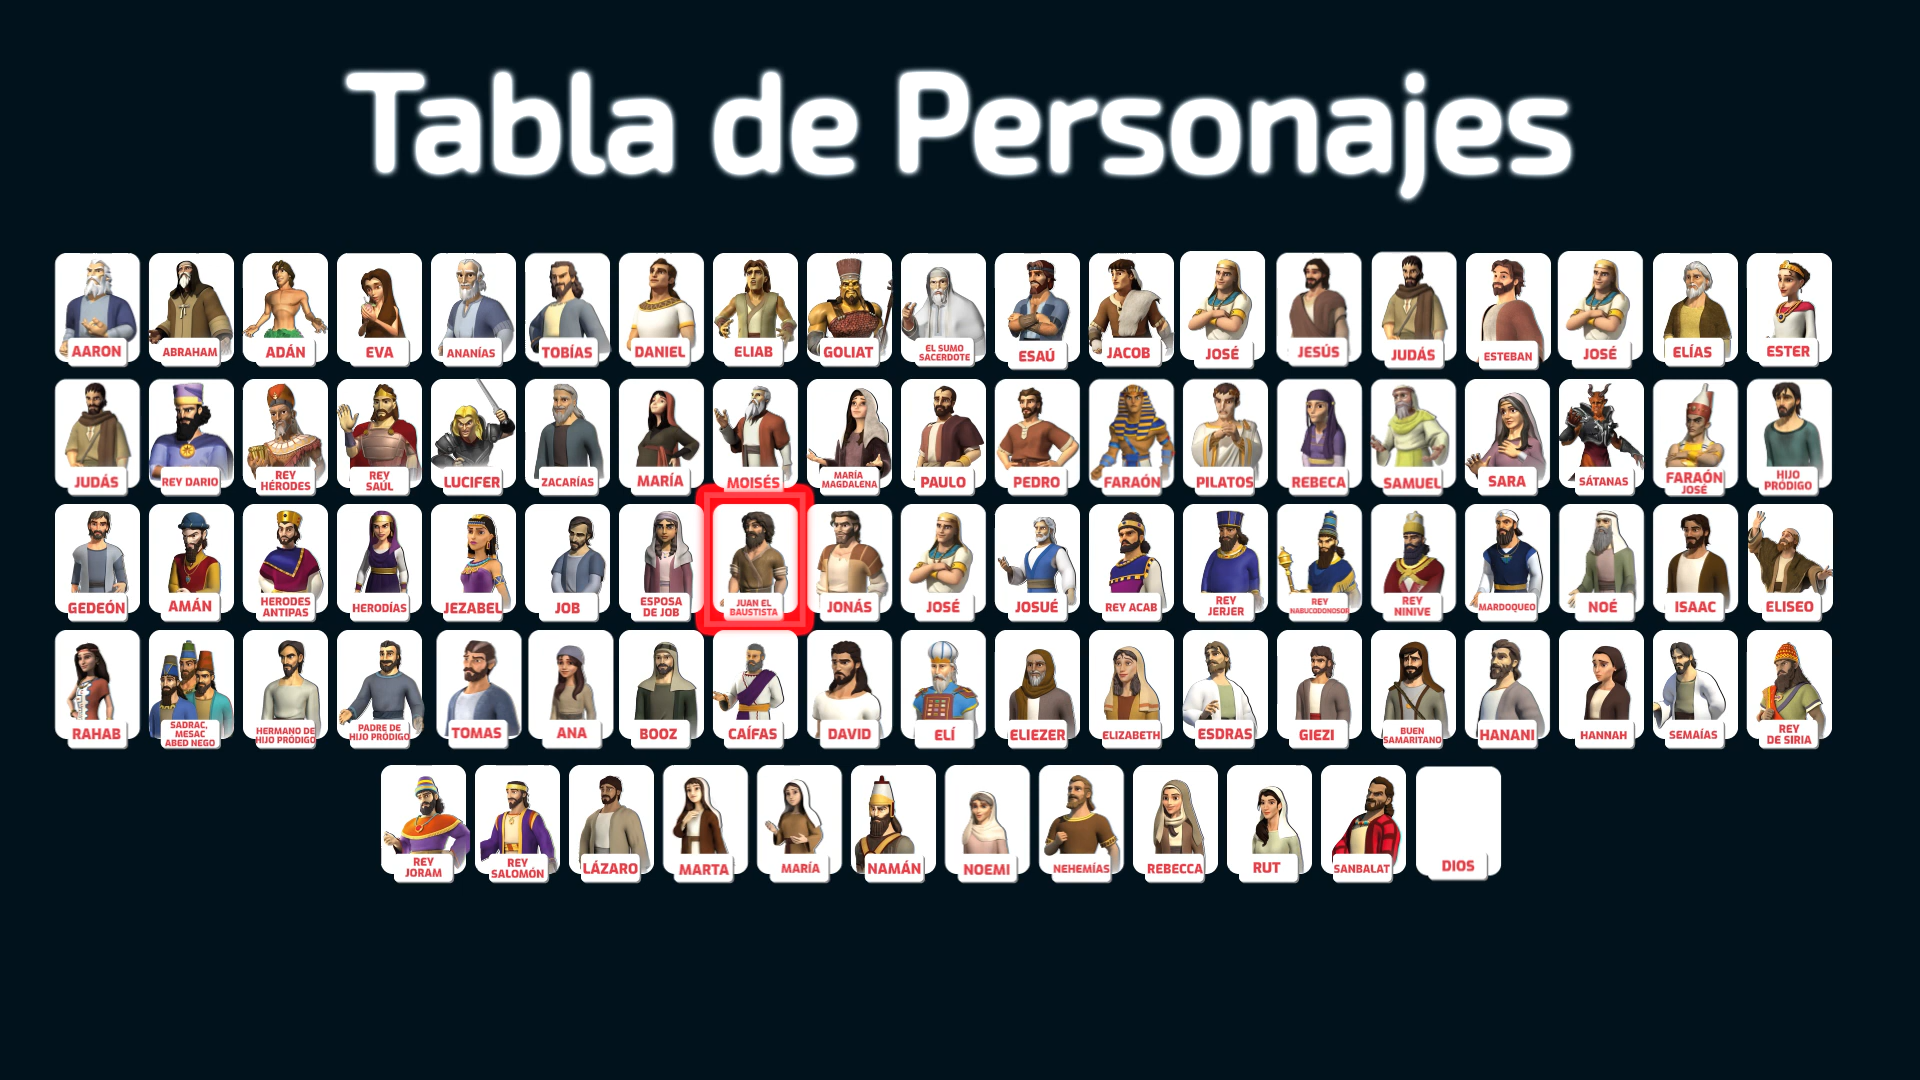 Tabla de Personajes
AARON
ABRAHAM
ADÁN
EVA
ANANÍAS
TOBÍAS
DANIEL
ELIAB
GOLIAT
EL SUMO
SACERDOTE
ESAÚ
JACOB
JOSÉ
JESÚS
JUDÁS
ESTEBAN
JOSÉ
ELÍAS
ESTER
JUDÁS
REY DARIO
REY
HÉRODES
REY
SAÚL
LUCIFER
ZACARÍAS
MARÍA
MOISÉS
MARÍA
MAGDALENA
PAULO
PEDRO
FARAÓN
PILATOS
REBECA
SAMUEL
SARA
SÁTANAS
FARAÓN
JOSÉ
HIJO
PRÓDIGO
GEDEÓN
AMÁN
HERODES
ANTIPAS
HERODÍAS
JEZABEL
JOB
ESPOSA
DE JOB
JUAN EL
BAUSTISTA
JONÁS
JOSÉ
JOSUÉ
REY ACAB
REY
JERJER
REY
NABUCODONOSOR
REY
NINIVE
MARDOQUEO
NOÉ
ISAAC
ELISEO
RAHAB
SADRAC,
MESAC
ABED NEGO
HERMANO DE
HIJO PRÓDIGO
PADRE DE
HIJO PRÓDIGO
TOMAS
ANA
BOOZ
CAÍFAS
DAVID
ELÍ
ELIEZER
ELIZABETH
ESDRAS
GIEZI
BUEN
SAMARITANO
HANANI
HANNAH
SEMAÍAS
REY
DE SIRIA
REY
JORAM
REY
SALOMÓN
LÁZARO
MARTA
MARÍA
NAMÁN
NOEMI
NEHEMÍAS
REBECCA
RUT
SANBALAT
DIOS